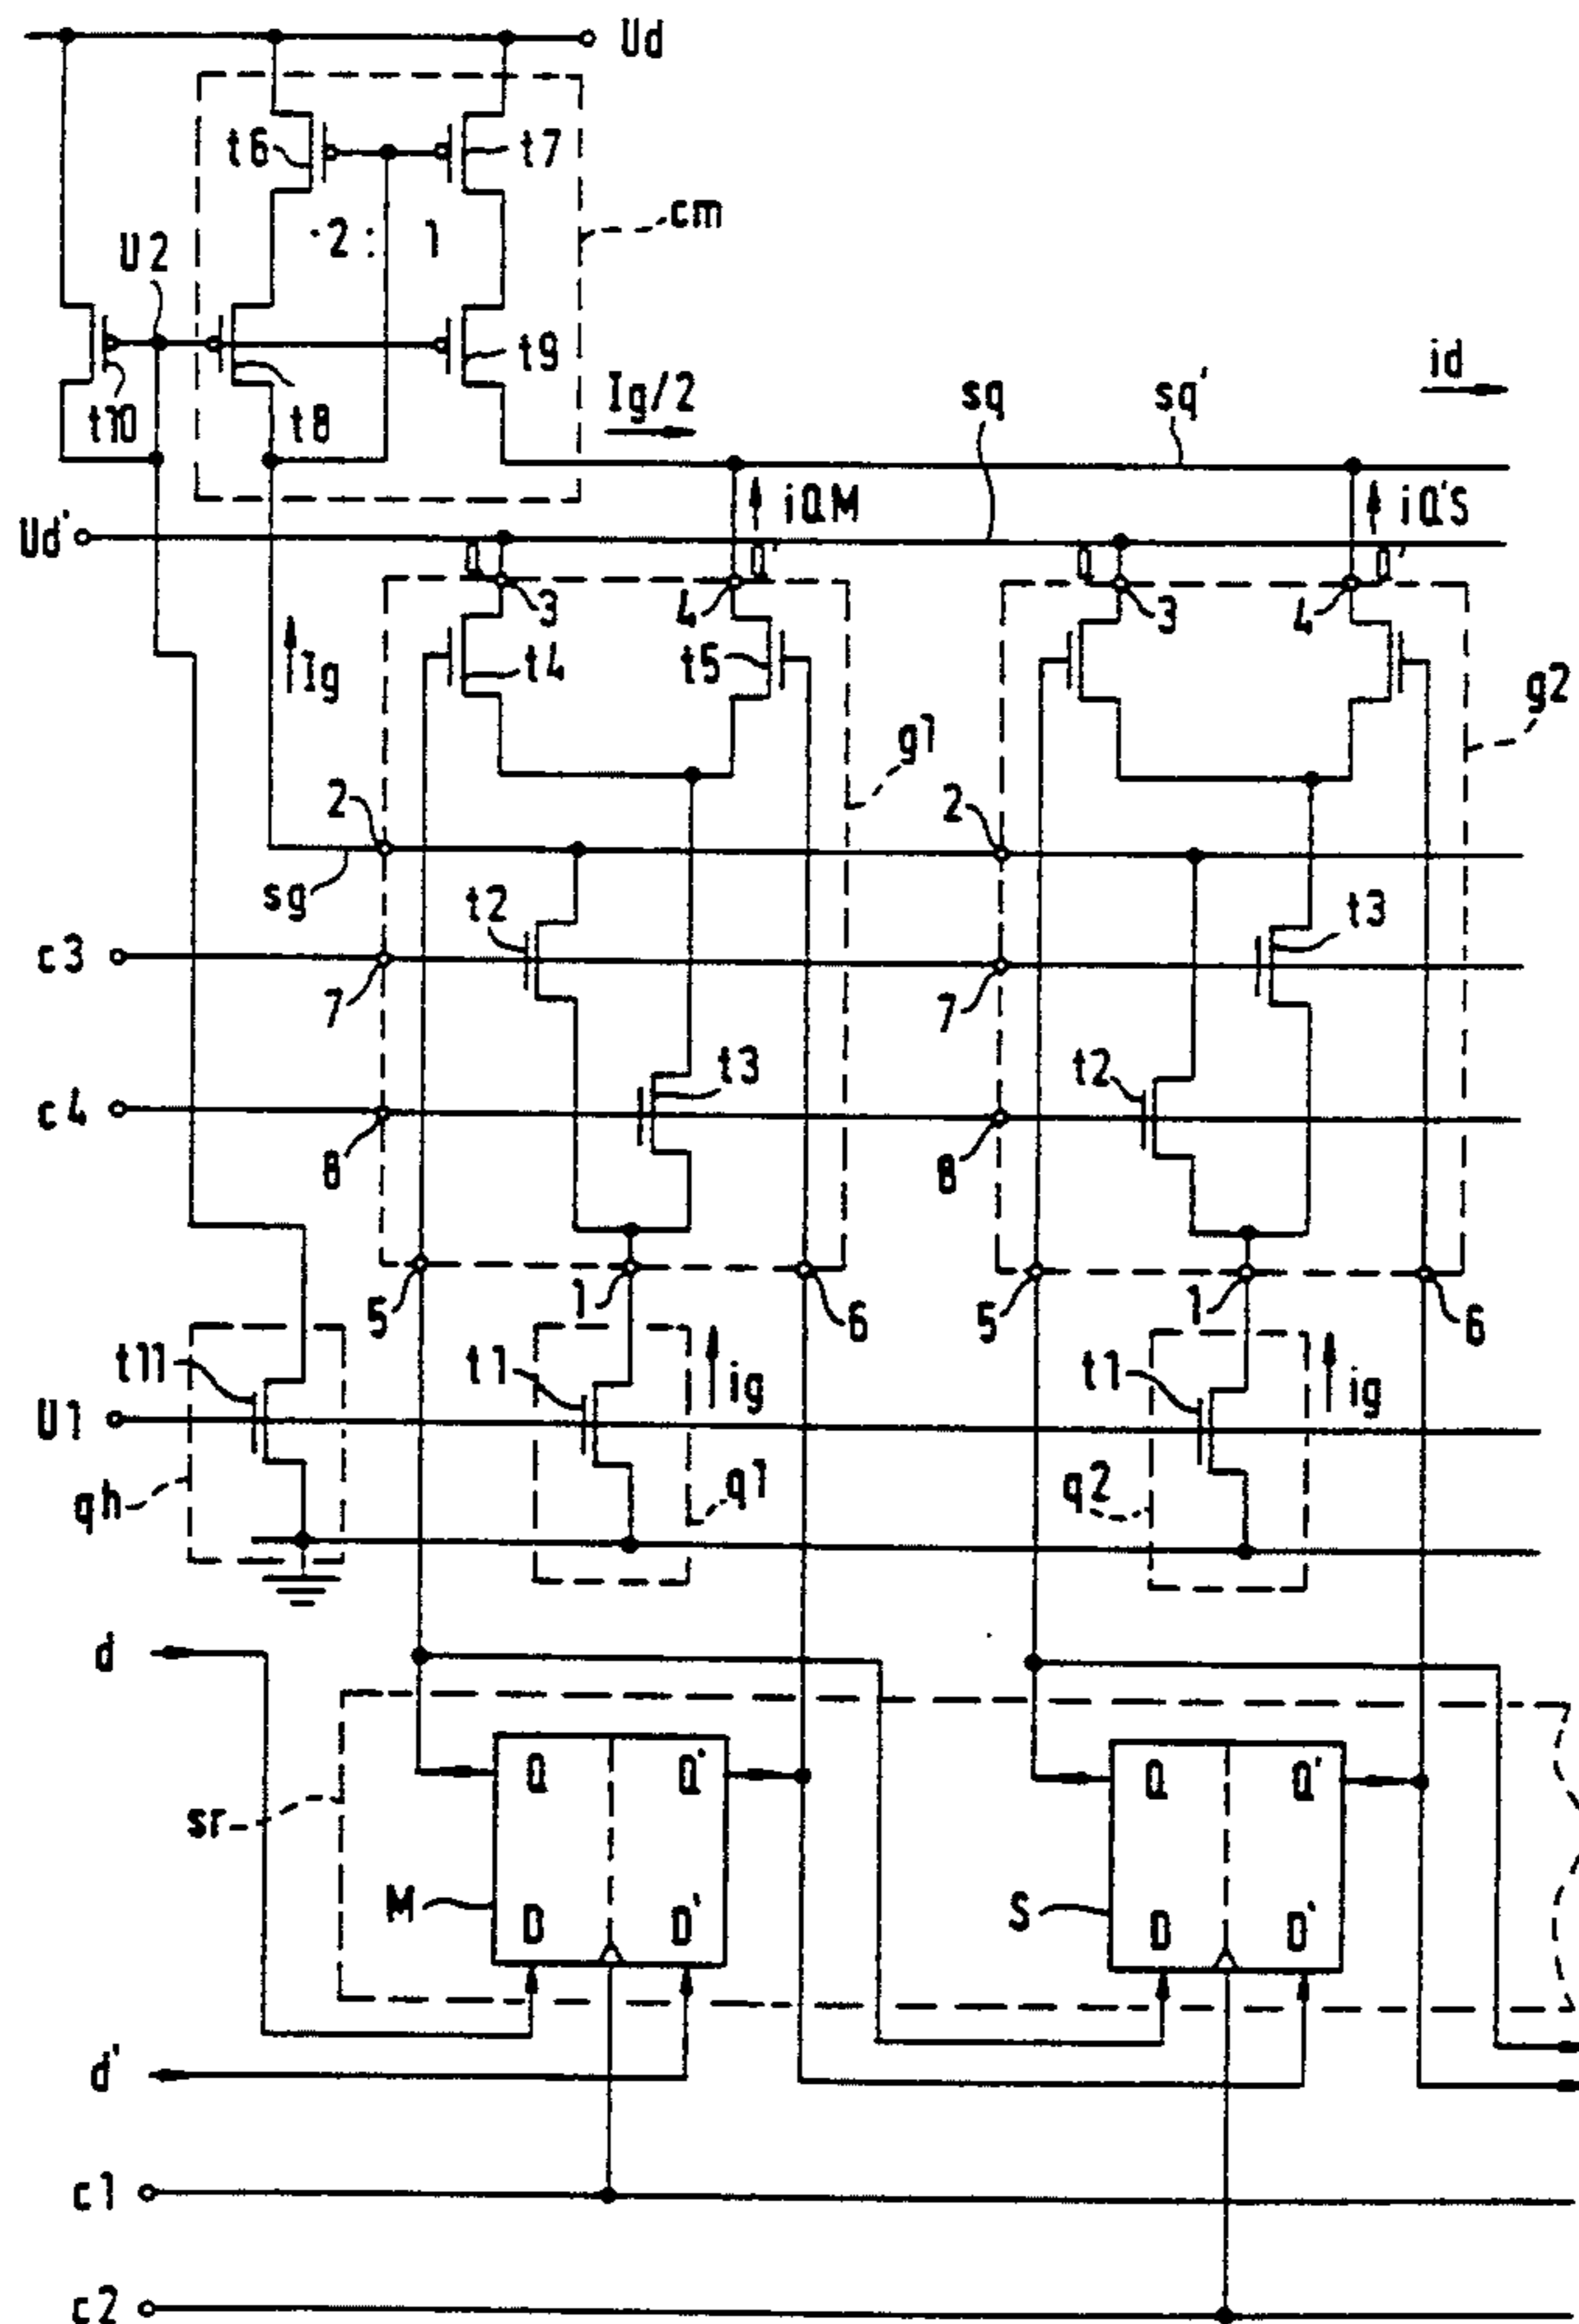 Ud
t6
t7
cm
2 : 1
U2
t9
t10
t8
Ig/2
sq
sq'
id
iQM
iQ'S
Ud'
Q
Q'
Q
Q'
3
4
3
4
t4
t5
Ig
g2
g1
2
2
sg
t2
t3
c3
7
7
t3
t2
c4
8
8
5
1
6
5
1
6
t11
t1
ig
t1
ig
U1
qh
q1
q2
d
Q
Q'
Q
Q'
sr
M
D
D'
S
D
D'
d'
c1
c2